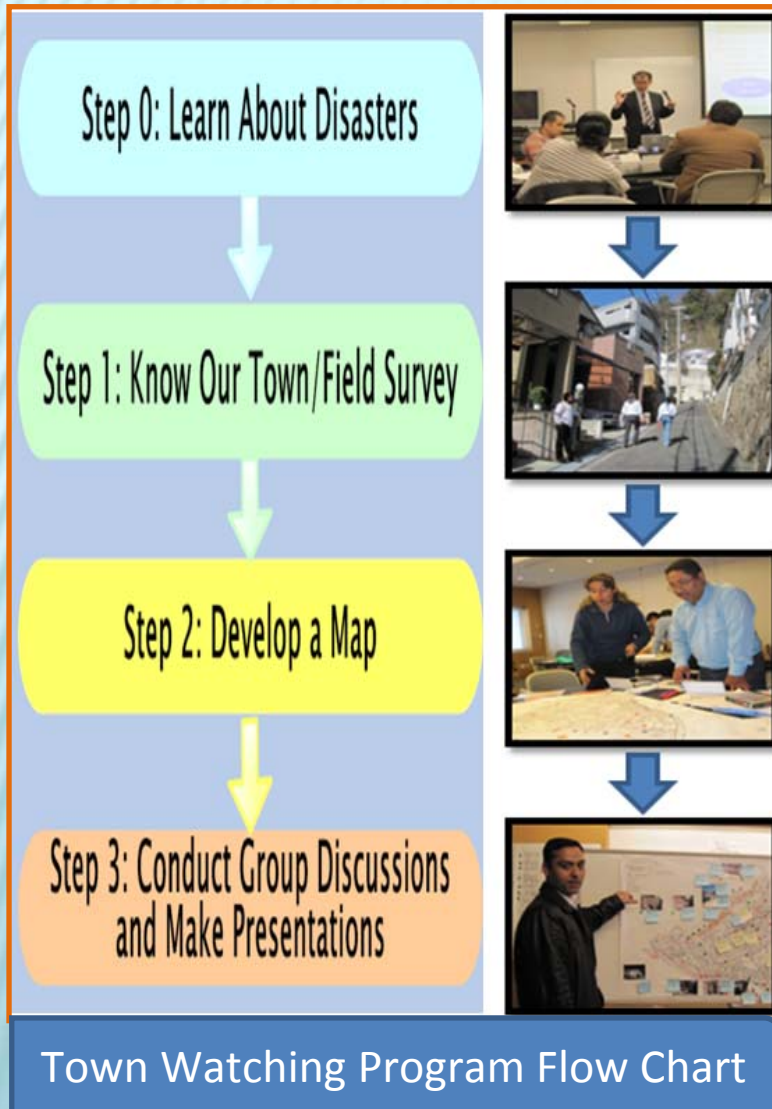 Step 0: Learn About Disasters
Step 1: Know Our Town/Field Survey
Step 2: Develop a Map
Step 3: Conduct Group Discussions
and Make Presentations
Town Watching Program Flow Chart